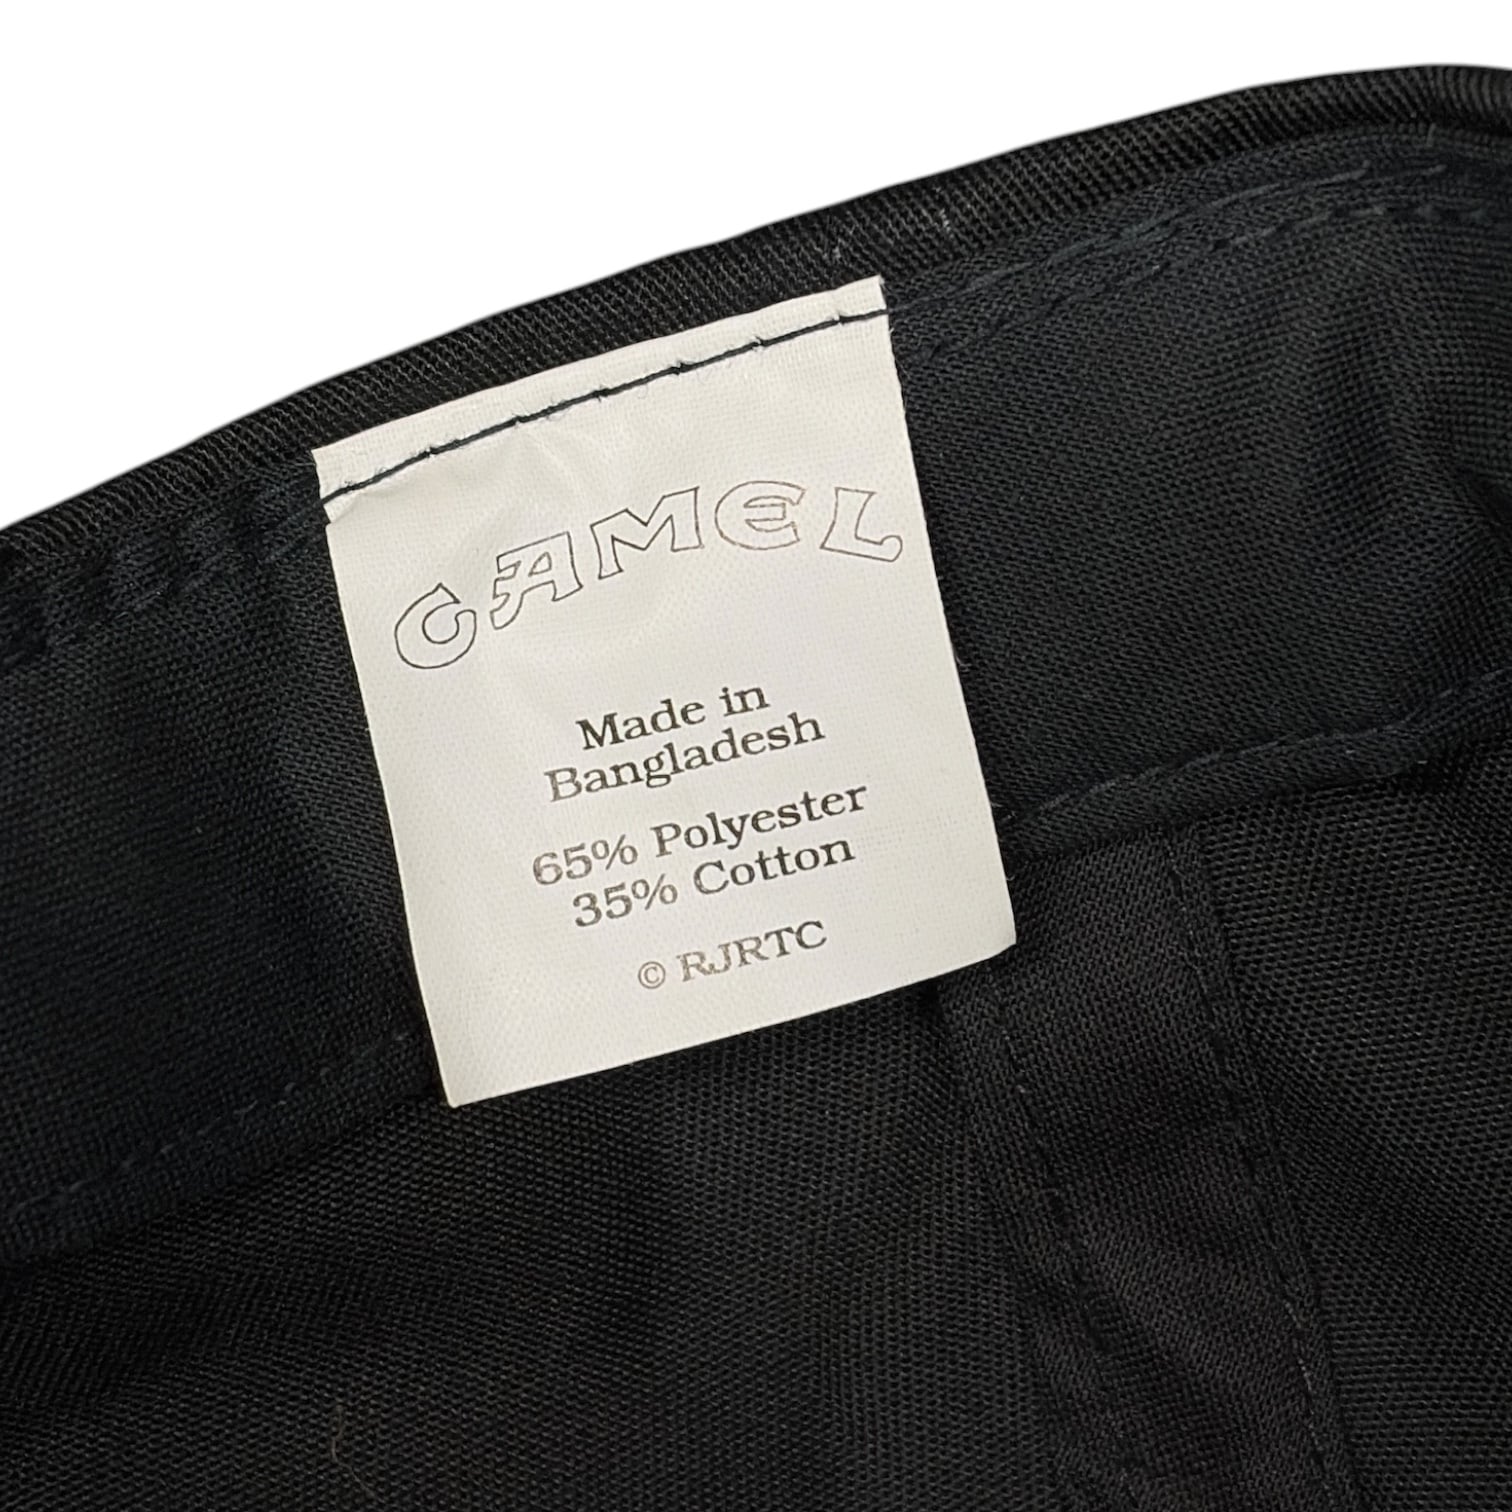 CAMEL
Made in
Bangladesh
65% Polyester
35% Cotton
© RJRTC